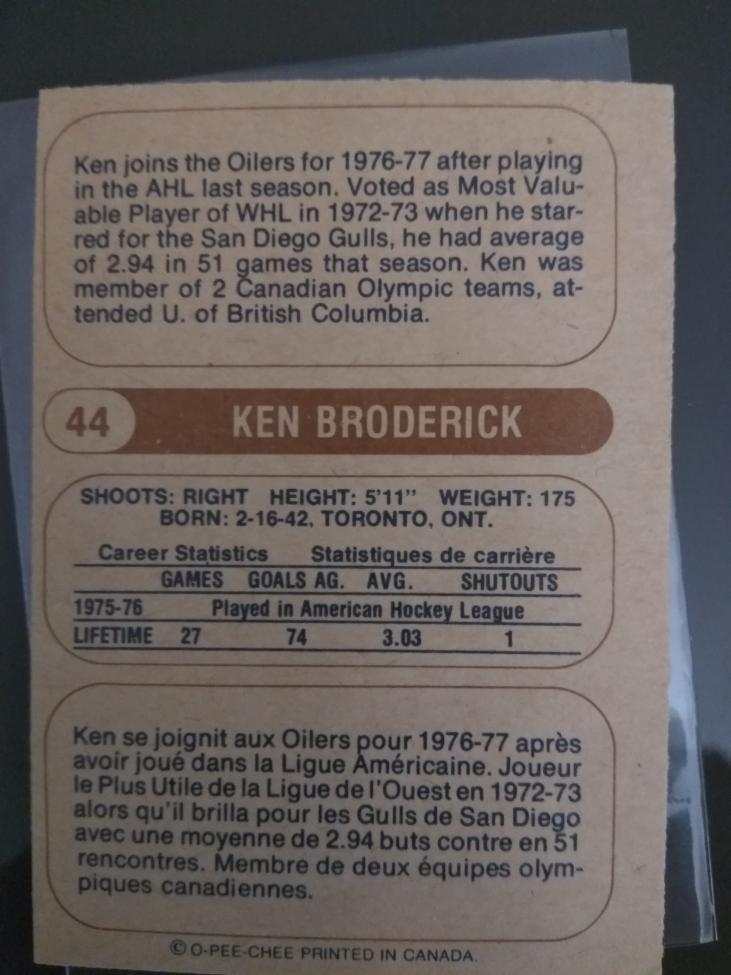 Ken joins the Oilers for 1976-77 after playing
in the AHL last season. Voted as Most Valu-
able Player of WHL in 1972-73 when he star-
red for the San Diego Gulls, he had average
of 2.94 in 51 games that season. Ken was
member of 2 Canadian Olympic teams, at-
tended U. of British Columbia.
44 KEN BRODERICK
SHOOTS: RIGHT HEIGHT: 5'11" WEIGHT: 175
BORN: 2-16-42, TORONTO, ONT.
Career Statistics Statistiques de carrière
GAMES GOALS AG. AVG. SHUTOUTS
1975-76 Played in American Hockey League
LIFETIME 27 74 3.03 1
Ken se joignit aux Oilers pour 1976-77 après
avoir joué dans la Ligue Américaine. Joueur
le Plus Utile de la Ligue de l'Ouest en 1972-73
alors qu'il brilla pour les Gulls de San Diego
avec une moyenne de 2.94 buts contre en 51
rencontres. Membre de deux équipes olym-
piques canadiennes.
© O-PEE-CHEE PRINTED IN CANADA.